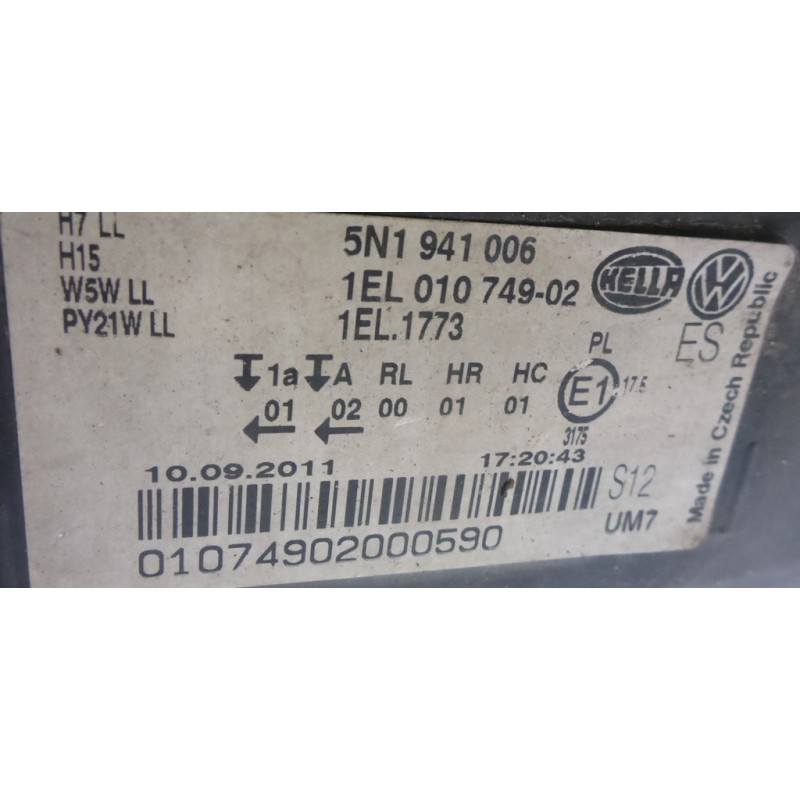 H7 LL
H15
W5W LL
PY21W LL
5N1 941 006
1EL 010 749-02
1EL.1773
HELLA
VW
ES
PL
1a A RL HR HC
01 02 00 01 01
E1 17.5
3175
10.09.2011 17:20:43
01074902000590
S12
UM7
Made in Czech Republic